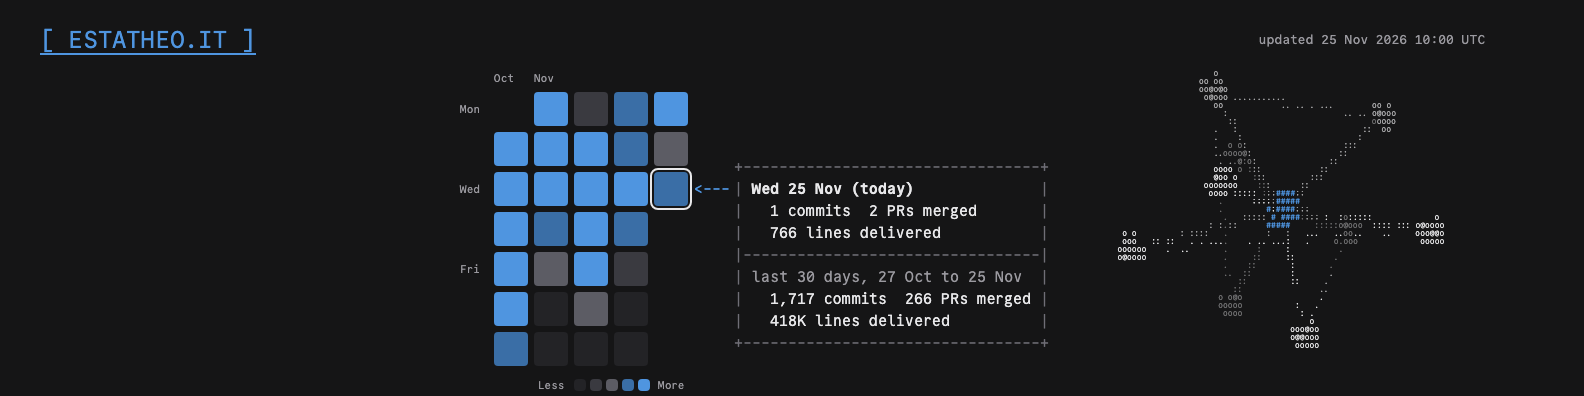 [ ESTATHEO.IT ]
updated 25 Nov 2026 10:00 UTC
Oct Nov
Mon
Wed
Fri
<--- Wed 25 Nov (today)
1 commits 2 PRs merged
766 lines delivered
last 30 days, 27 Oct to 25 Nov
1,717 commits 266 PRs merged
418K lines delivered
Less More